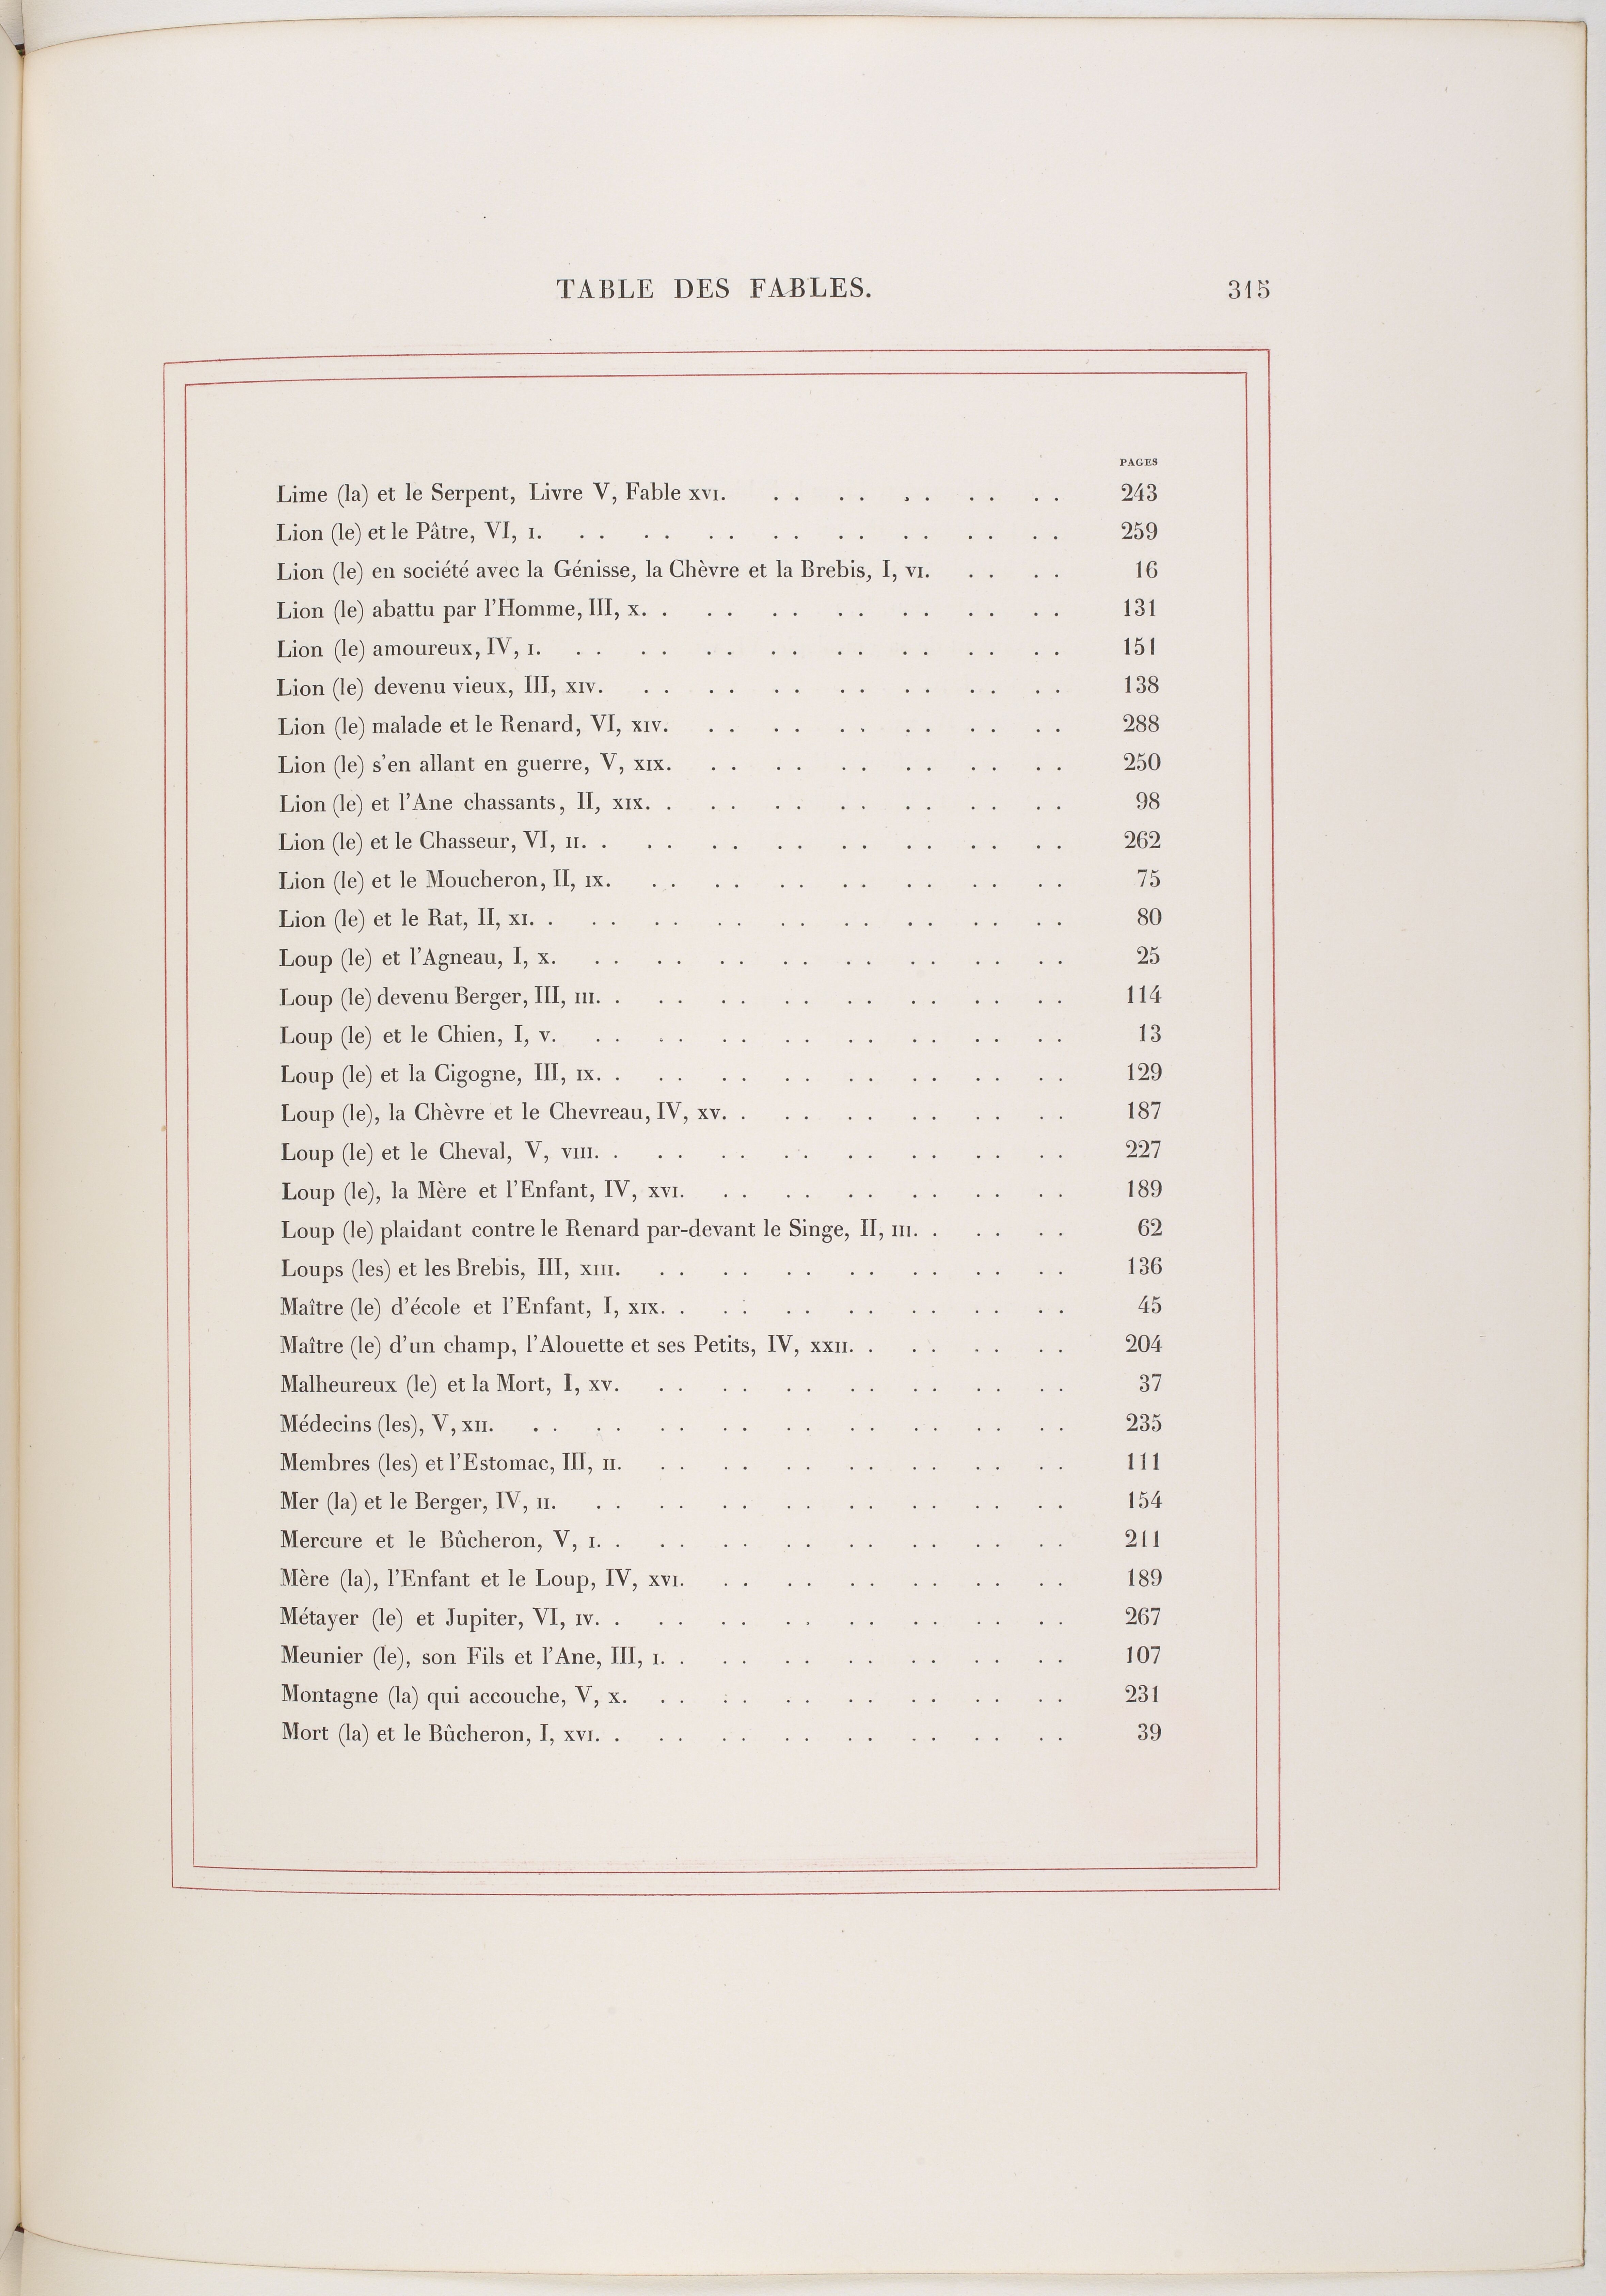 TABLE DES FABLES. 315
PAGES
Lime (la) et le Serpent, Livre V, Fable XVI. . . . . . . . . . . 243
Lion (le) et le Pâtre, VI, I. . . . . . . . . . . . . . . . . 259
Lion (le) en société avec la Génisse, la Chèvre et la Brebis, I, VI. . . . . 16
Lion (le) abattu par l'Homme, III, X. . . . . . . . . . . . . . 131
Lion (le) amoureux, IV, I. . . . . . . . . . . . . . . . . 151
Lion (le) devenu vieux, III, XIV. . . . . . . . . . . . . . . 138
Lion (le) malade et le Renard, VI, XIV. . . . . . . . . . . . . 288
Lion (le) s'en allant en guerre, V, XIX. . . . . . . . . . . . . 250
Lion (le) et l'Ane chassants, II, XIX. . . . . . . . . . . . . . 98
Lion (le) et le Chasseur, VI, II. . . . . . . . . . . . . . . . 262
Lion (le) et le Moucheron, II, IX. . . . . . . . . . . . . . . 75
Lion (le) et le Rat, II, XI. . . . . . . . . . . . . . . . . . 80
Loup (le) et l'Agneau, I, X. . . . . . . . . . . . . . . . . 25
Loup (le) devenu Berger, III, III. . . . . . . . . . . . . . . . 114
Loup (le) et le Chien, I, V. . . . . . . . . . . . . . . . . 13
Loup (le) et la Cigogne, III, IX. . . . . . . . . . . . . . . . 129
Loup (le), la Chèvre et le Chevreau, IV, XV. . . . . . . . . . . . 187
Loup (le) et le Cheval, V, VIII. . . . . . . . . . . . . . . . 227
Loup (le), la Mère et l'Enfant, IV, XVI. . . . . . . . . . . . . 189
Loup (le) plaidant contre le Renard par-devant le Singe, II, III. . . . . . 62
Loups (les) et les Brebis, III, XIII. . . . . . . . . . . . . . . 136
Maître (le) d'école et l'Enfant, I, XIX. . . . . . . . . . . . . . 45
Maître (le) d'un champ, l'Alouette et ses Petits, IV, XXII. . . . . . . . 204
Malheureux (le) et la Mort, I, XV. . . . . . . . . . . . . . . 37
Médecins (les), V, XII. . . . . . . . . . . . . . . . . . . 235
Membres (les) et l'Estomac, III, II. . . . . . . . . . . . . . . 111
Mer (la) et le Berger, IV, II. . . . . . . . . . . . . . . . . 154
Mercure et le Bûcheron, V, I. . . . . . . . . . . . . . . . 211
Mère (la), l'Enfant et le Loup, IV, XVI. . . . . . . . . . . . . 189
Métayer (le) et Jupiter, VI, IV. . . . . . . . . . . . . . . . 267
Meunier (le), son Fils et l'Ane, III, I. . . . . . . . . . . . . . 107
Montagne (la) qui accouche, V, X. . . . . . . . . . . . . . . 231
Mort (la) et le Bûcheron, I, XVI. . . . . . . . . . . . . . . . 39